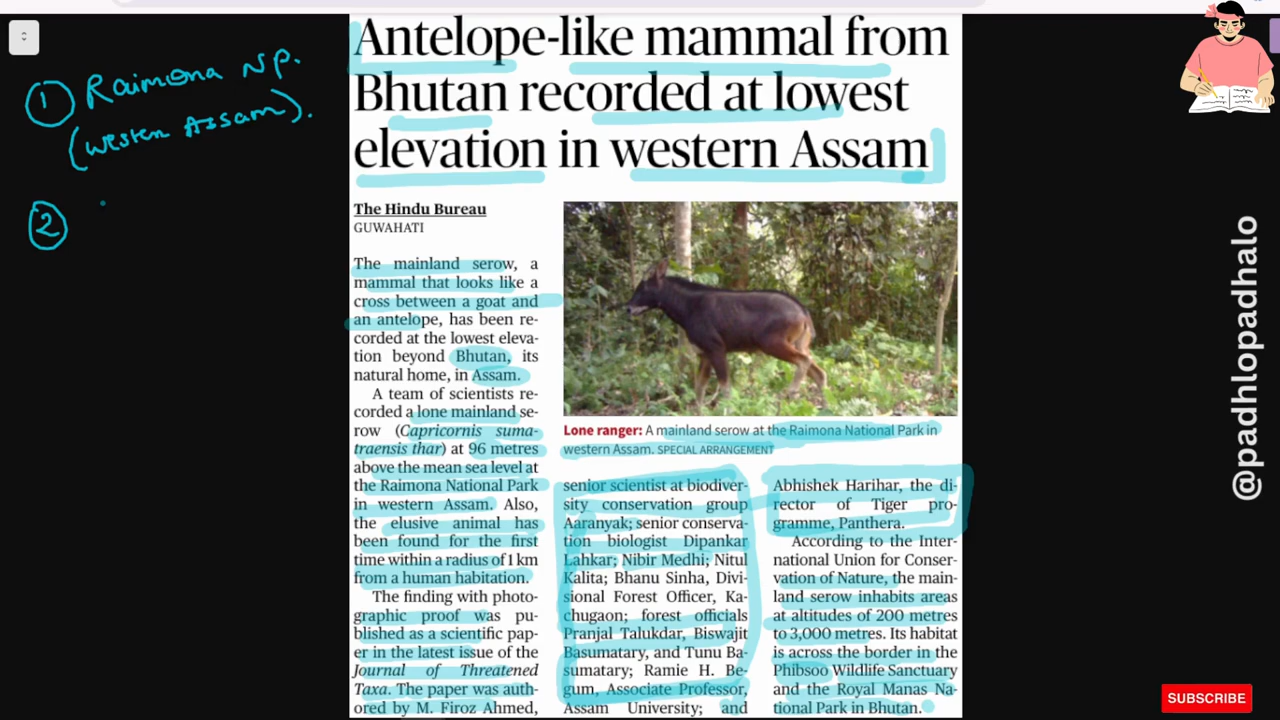 ① Raimona NP.
(western Assam).
②
Antelope-like mammal from
Bhutan recorded at lowest
elevation in western Assam
The Hindu Bureau
GUWAHATI
The mainland serow, a
mammal that looks like a
cross between a goat and
an antelope, has been re-
corded at the lowest eleva-
tion beyond Bhutan, its
natural home, in Assam.
A team of scientists re-
corded a lone mainland se-
row (Capricornis suma-
traensis thar) at 96 metres
above the mean sea level at
the Raimona National Park
in western Assam. Also,
the elusive animal has
been found for the first
time within a radius of 1 km
from a human habitation.
The finding with photo-
graphic proof was pu-
blished as a scientific pap-
er in the latest issue of the
Journal of Threatened
Taxa. The paper was auth-
ored by M. Firoz Ahmed,
Lone ranger: A mainland serow at the Raimona National Park in
western Assam. SPECIAL ARRANGEMENT
senior scientist at biodiver-
sity conservation group
Aaranyak; senior conserva-
tion biologist Dipankar
Lahkar; Nibir Medhi; Nitul
Kalita; Bhanu Sinha, Divi-
sional Forest Officer, Ka-
chugaon; forest officials
Pranjal Talukdar, Biswajit
Basumatary, and Tunu Ba-
sumatary; Ramie H. Be-
gum, Associate Professor,
Assam University; and
Abhishek Harihar, the di-
rector of Tiger pro-
gramme, Panthera.
According to the Inter-
national Union for Conser-
vation of Nature, the main-
land serow inhabits areas
at altitudes of 200 metres
to 3,000 metres. Its habitat
is across the border in the
Phibsoo Wildlife Sanctuary
and the Royal Manas Na-
tional Park in Bhutan.
@padhlopadhalo
SUBSCRIBE